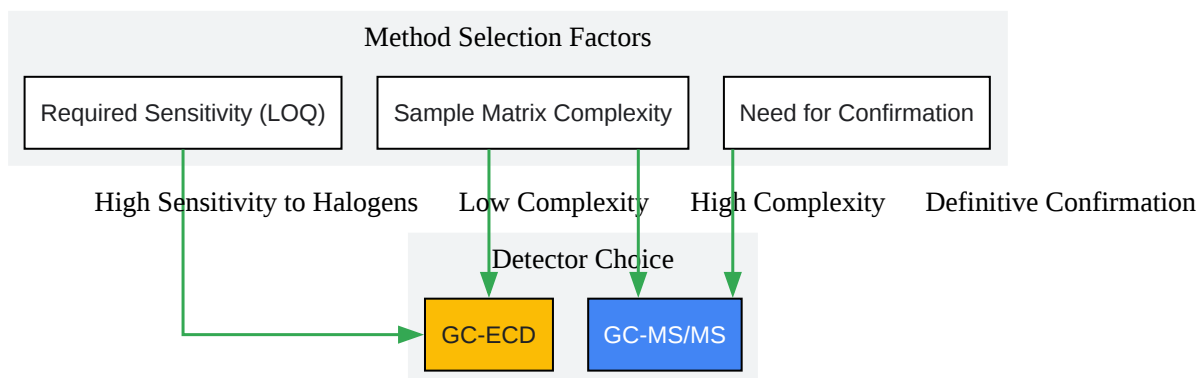 Method Selection Factors
Required Sensitivity (LOQ)
Sample Matrix Complexity
Need for Confirmation
High Sensitivity to Halogens
Low Complexity
High Complexity
Definitive Confirmation
Detector Choice
GC-ECD
GC-MS/MS